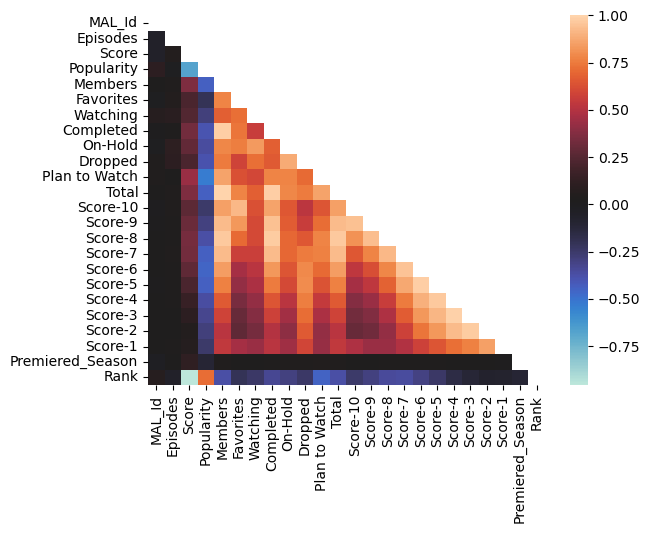 MAL_Id
Episodes
Score
Popularity
Members
Favorites
Watching
Completed
On-Hold
Dropped
Plan to Watch
Total
Score-10
Score-9
Score-8
Score-7
Score-6
Score-5
Score-4
Score-3
Score-2
Score-1
Premiered_Season
Rank
MAL_Id
Episodes
Score
Popularity
Members
Favorites
Watching
Completed
On-Hold
Dropped
Plan to Watch
Total
Score-10
Score-9
Score-8
Score-7
Score-6
Score-5
Score-4
Score-3
Score-2
Score-1
Premiered_Season
Rank
1.00
0.75
0.50
0.25
0.00
−0.25
−0.50
−0.75